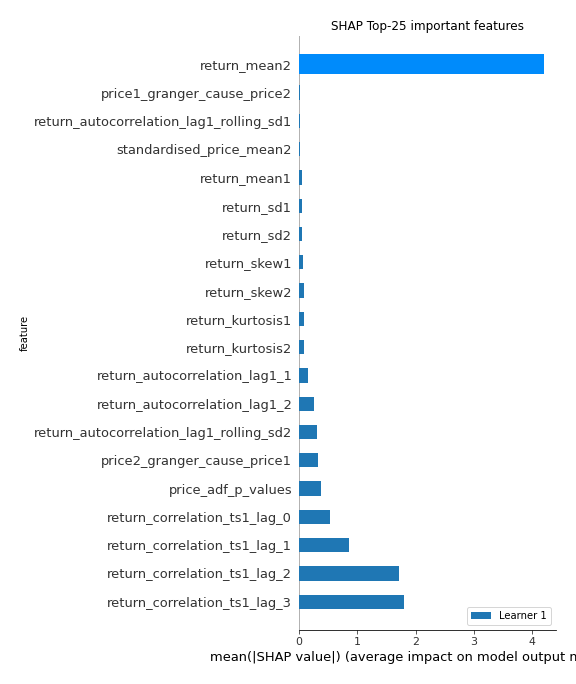 SHAP Top-25 important features
return_mean2
price1_granger_cause_price2
return_autocorrelation_lag1_rolling_sd1
standardised_price_mean2
return_mean1
return_sd1
return_sd2
return_skew1
return_skew2
return_kurtosis1
return_kurtosis2
feature
return_autocorrelation_lag1_1
return_autocorrelation_lag1_2
return_autocorrelation_lag1_rolling_sd2
price2_granger_cause_price1
price_adf_p_values
return_correlation_ts1_lag_0
return_correlation_ts1_lag_1
return_correlation_ts1_lag_2
return_correlation_ts1_lag_3
Learner 1
0 1 2 3 4
mean(|SHAP value|) (average impact on model output m